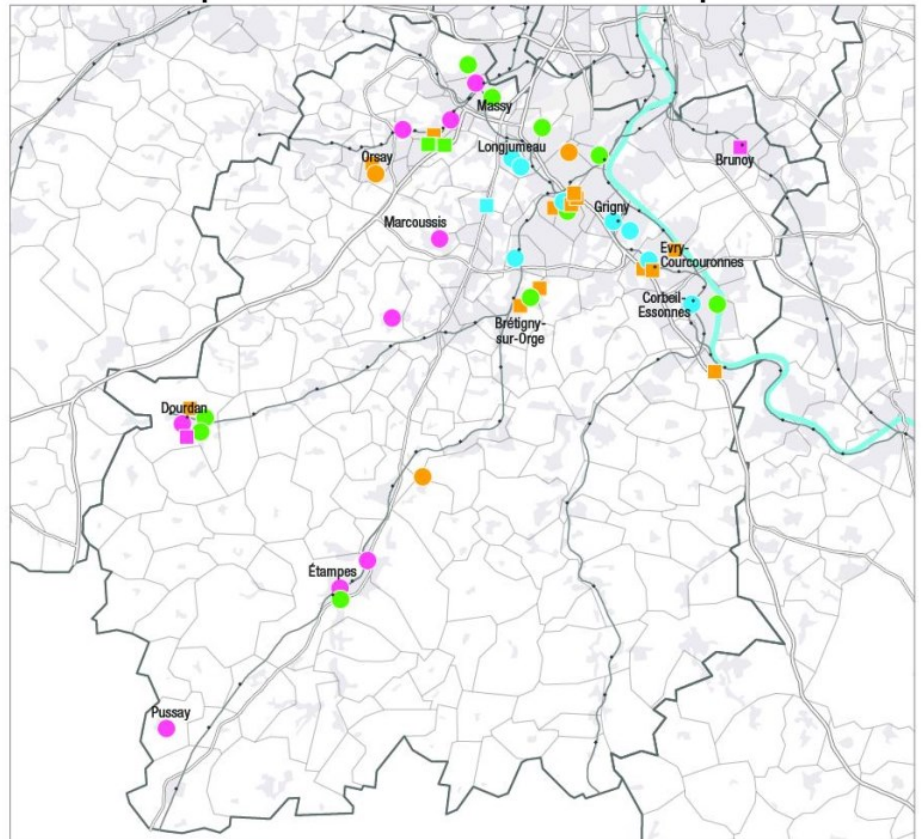 Massy
Longjumeau
Brunoy
Orsay
Grigny
Marcoussis
Evry-
Courcouronnes
Corbeil-
Essonnes
Brétigny-
sur-Orge
Dourdan
Étampes
Pussay